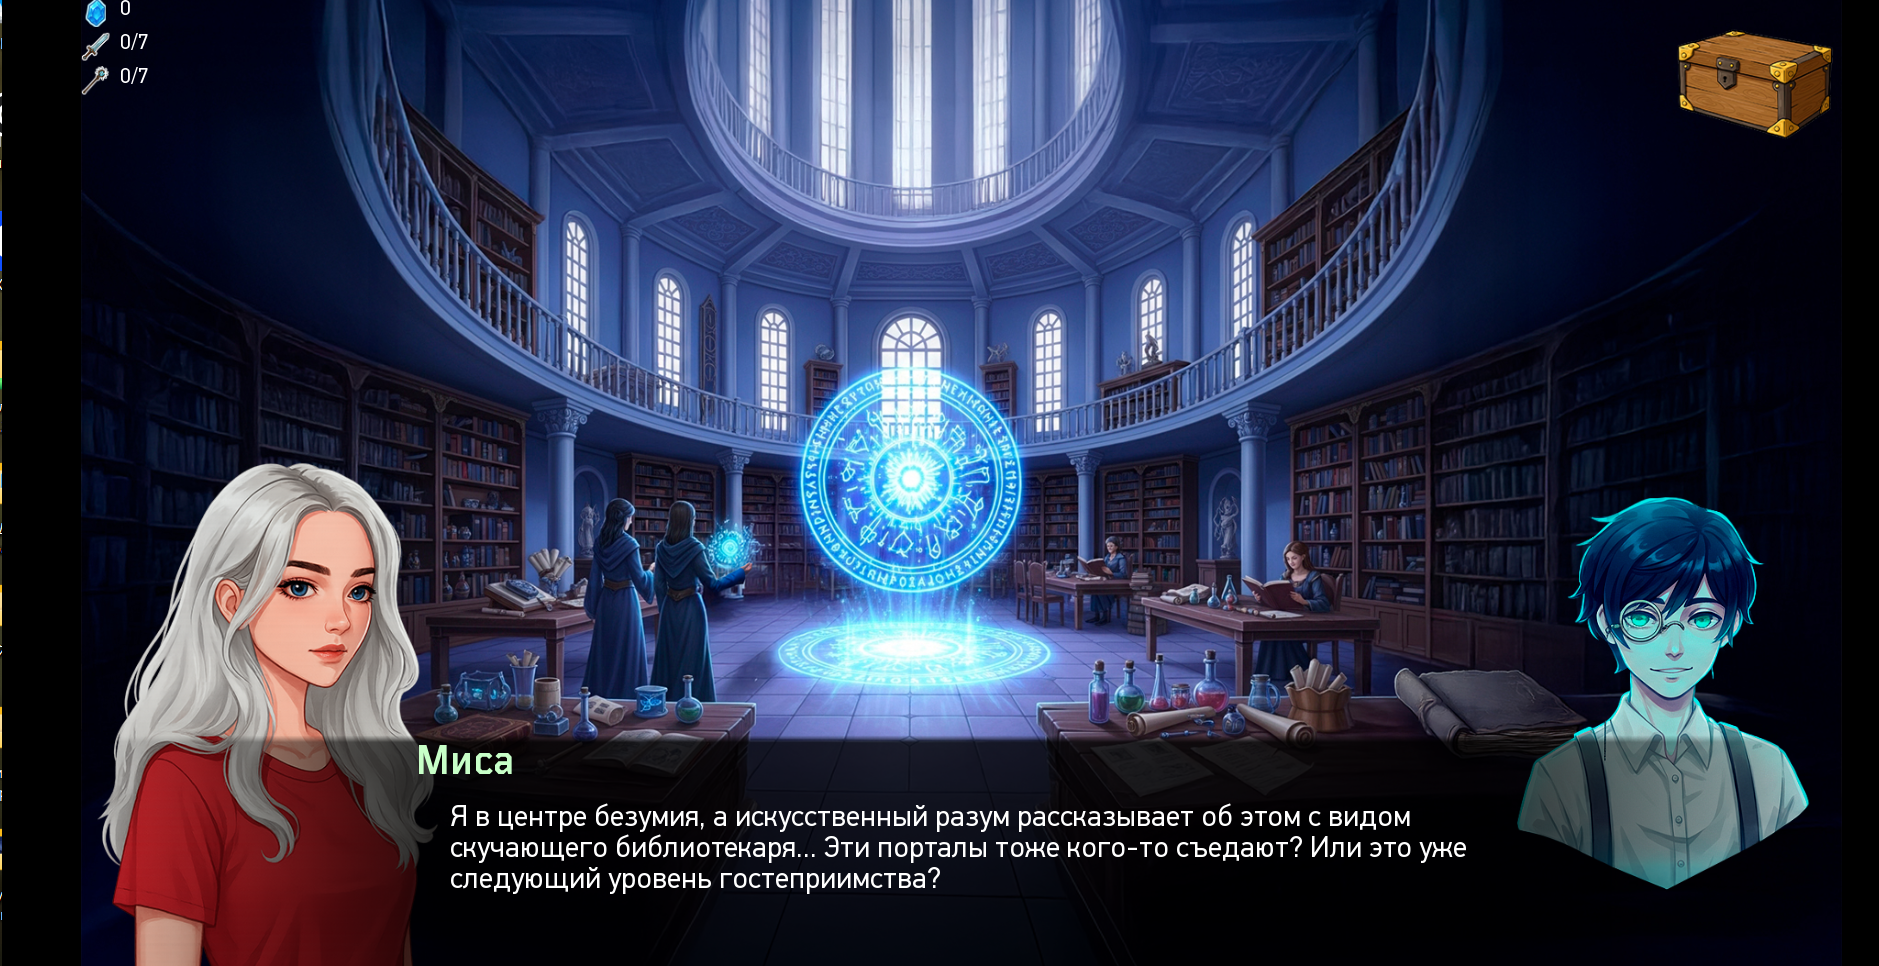 0
0/7
0/7
Миса
Я в центре безумия, а искусственный разум рассказывает об этом с видом
скучающего библиотекаря... Эти порталы тоже кого-то съедают? Или это уже
следующий уровень гостеприимства?